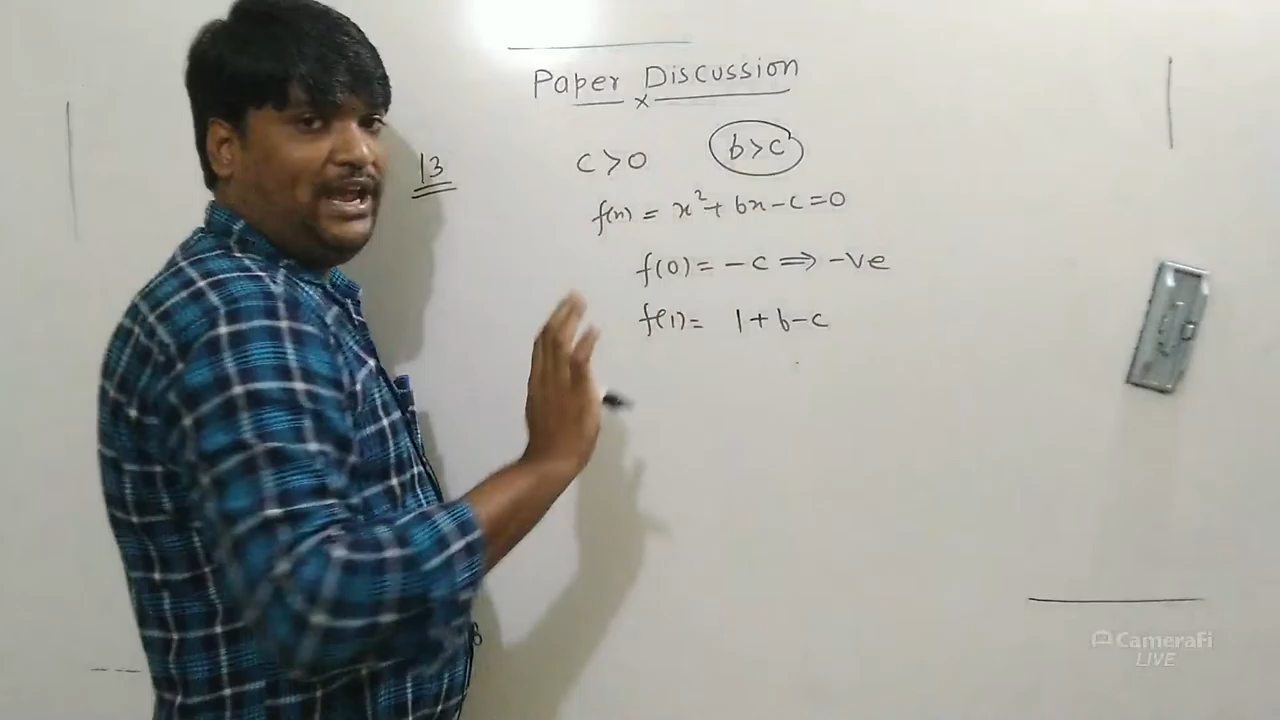 Paper Discussion
x
13
c>0 b>c
f(x) = x²+ bx-c=0
f(0)= -c ⟹ -ve
f(1)= 1+b-c
CameraFi
LIVE